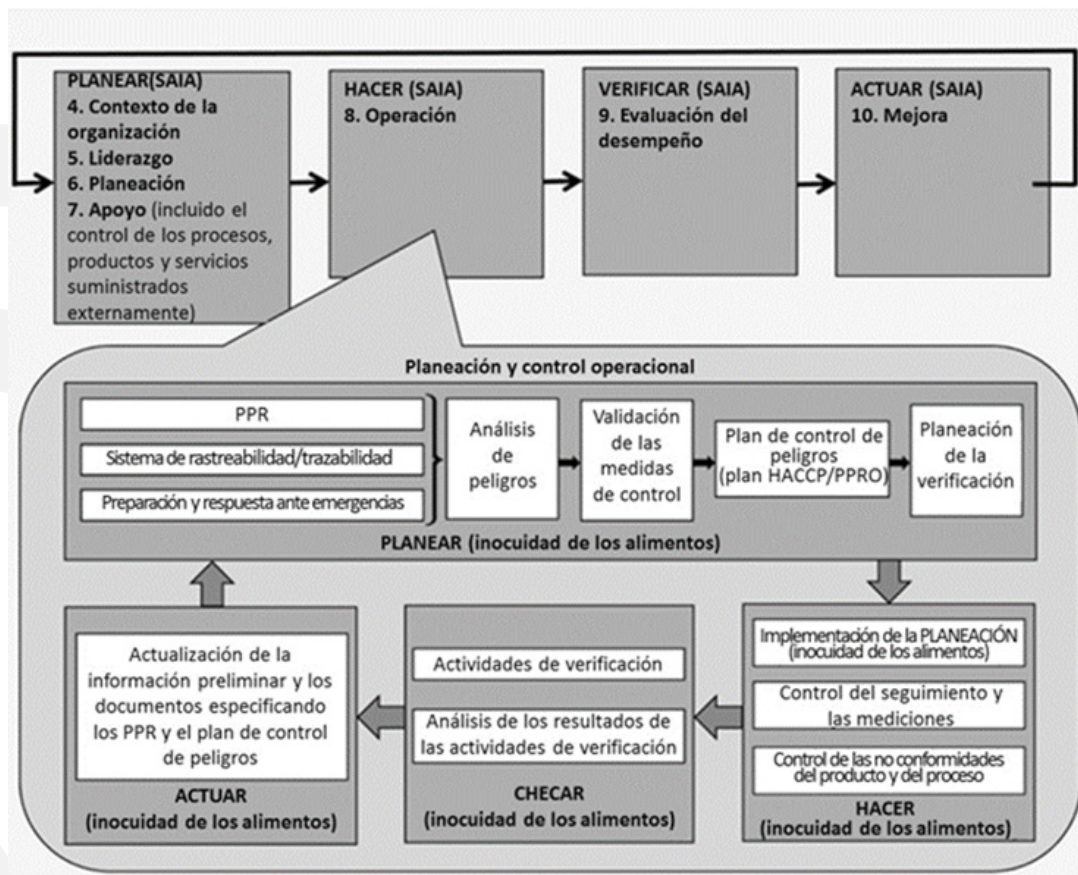 PLANEAR(SAIA)
4. Contexto de la
organización
5. Liderazgo
6. Planeación
7. Apoyo (incluido el
control de los procesos,
productos y servicios
suministrados
externamente)
HACER (SAIA)
8. Operación
VERIFICAR (SAIA)
9. Evaluación del
desempeño
ACTUAR (SAIA)
10. Mejora
Planeación y control operacional
PPR
Sistema de rastreabilidad/trazabilidad
Preparación y respuesta ante emergencias
Análisis
de
peligros
Validación
de las
medidas
de control
Plan de control de
peligros
(plan HACCP/PPRO)
Planeación
de la
verificación
PLANEAR (inocuidad de los alimentos)
Actualización de la
información preliminar y los
documentos especificando
los PPR y el plan de control
de peligros
ACTUAR
(inocuidad de los alimentos)
Actividades de verificación
Análisis de los resultados de
las actividades de verificación
CHECAR
(inocuidad de los alimentos)
Implementación de la PLANEACIÓN
(inocuidad de los alimentos)
Control del seguimiento y
las mediciones
Control de las no conformidades
del producto y del proceso
HACER
(inocuidad de los alimentos)